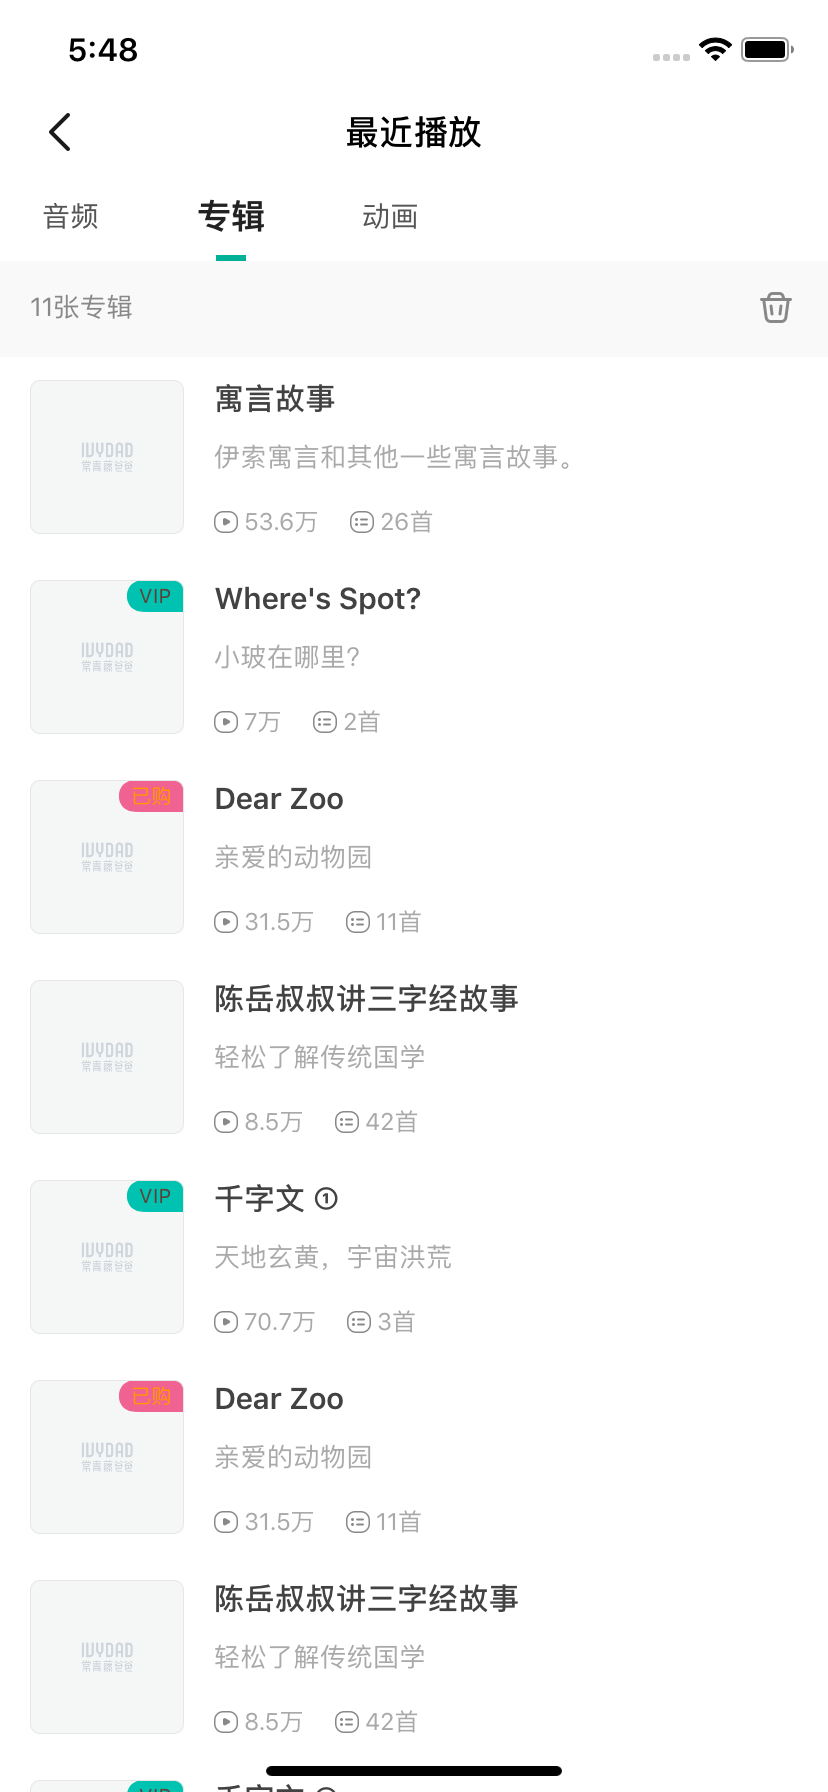 5:48
最近播放
音频
专辑
动画
11张专辑
IVYDAD
常青藤爸爸
寓言故事
伊索寓言和其他一些寓言故事。
53.6万
26首
VIP
IVYDAD
常青藤爸爸
Where's Spot?
小玻在哪里?
7万
2首
已购
IVYDAD
常青藤爸爸
Dear Zoo
亲爱的动物园
31.5万
11首
IVYDAD
常青藤爸爸
陈岳叔叔讲三字经故事
轻松了解传统国学
8.5万
42首
VIP
IVYDAD
常青藤爸爸
千字文 ①
天地玄黄，宇宙洪荒
70.7万
3首
已购
IVYDAD
常青藤爸爸
Dear Zoo
亲爱的动物园
31.5万
11首
IVYDAD
常青藤爸爸
陈岳叔叔讲三字经故事
轻松了解传统国学
8.5万
42首
VIP
千字文 ①